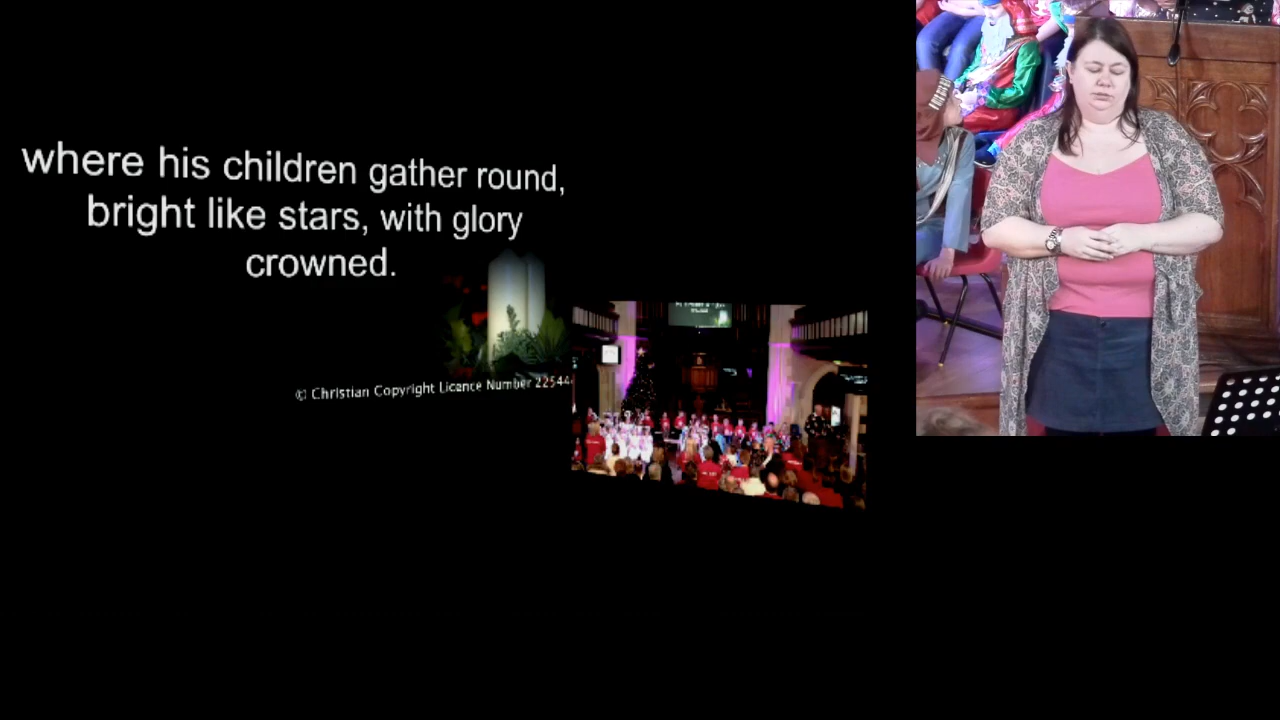 where his children gather round,
bright like stars, with glory
crowned.
© Christian Copyright Licence Number 22544